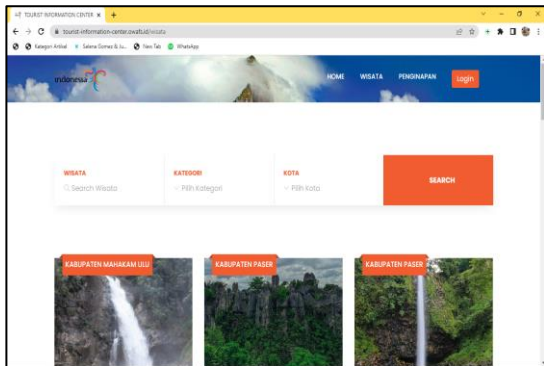 TOURIST INFORMATION CENTER
tourist-information-center.owafi.id/wisata
Kategori Artikel
Selena Gomez & Ju...
New Tab
WhatsApp
indonesia
HOME WISATA PENGINAPAN Login
WISATA KATEGORI KOTA
Search Wisata Pilih Kategori Pilih Kota SEARCH
KABUPATEN MAHAKAM ULU KABUPATEN PASER KABUPATEN PASER